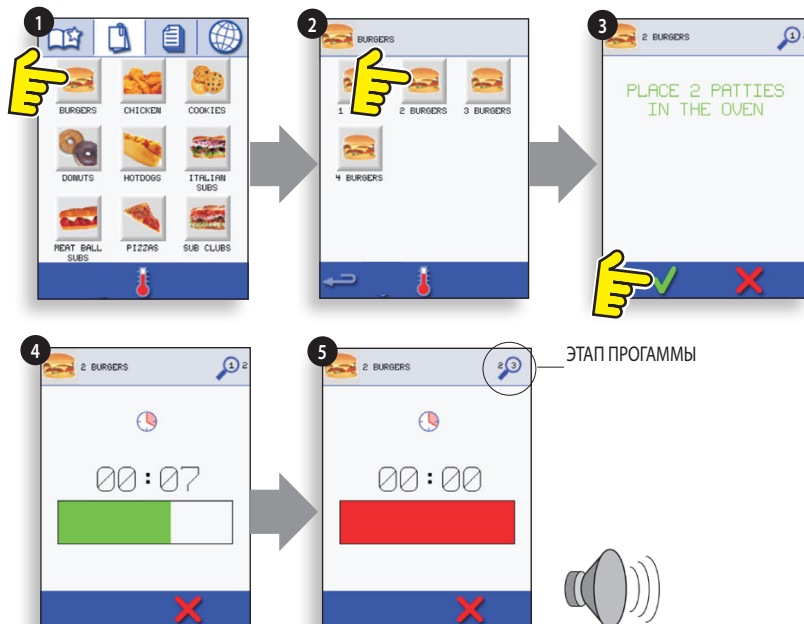 1
BURGERS
CHICKEN
COOKIES
DONUTS
HOTDOGS
ITALIAN
SUBS
MEAT BALL
SUBS
PIZZAS
SUB CLUBS
2
BURGERS
1
2 BURGERS
3 BURGERS
4 BURGERS
3
2 BURGERS
1
PLACE 2 PATTIES
IN THE OVEN
4
2 BURGERS
1 2
00:07
5
2 BURGERS
2 3
00:00
ЭТАП ПРОГАММЫ